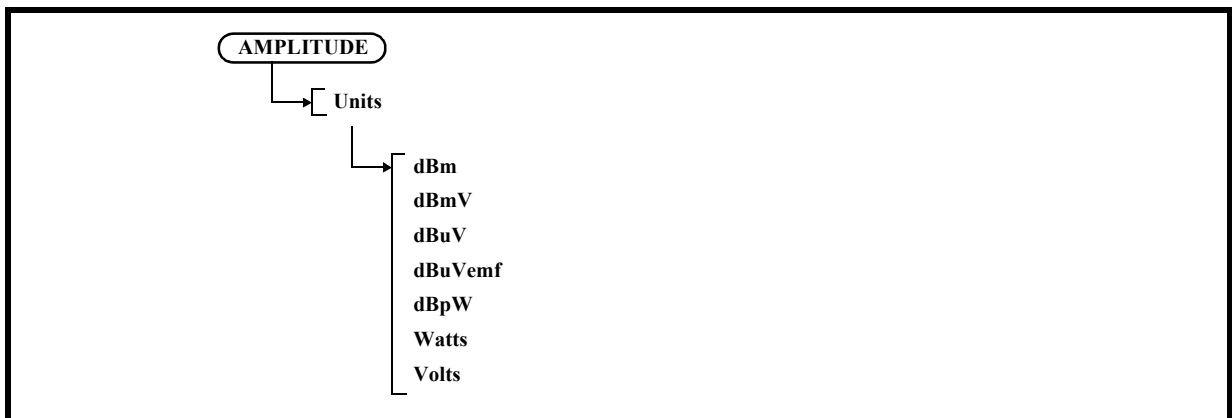 AMPLITUDE
Units
dBm
dBmV
dBuV
dBuVemf
dBpW
Watts
Volts